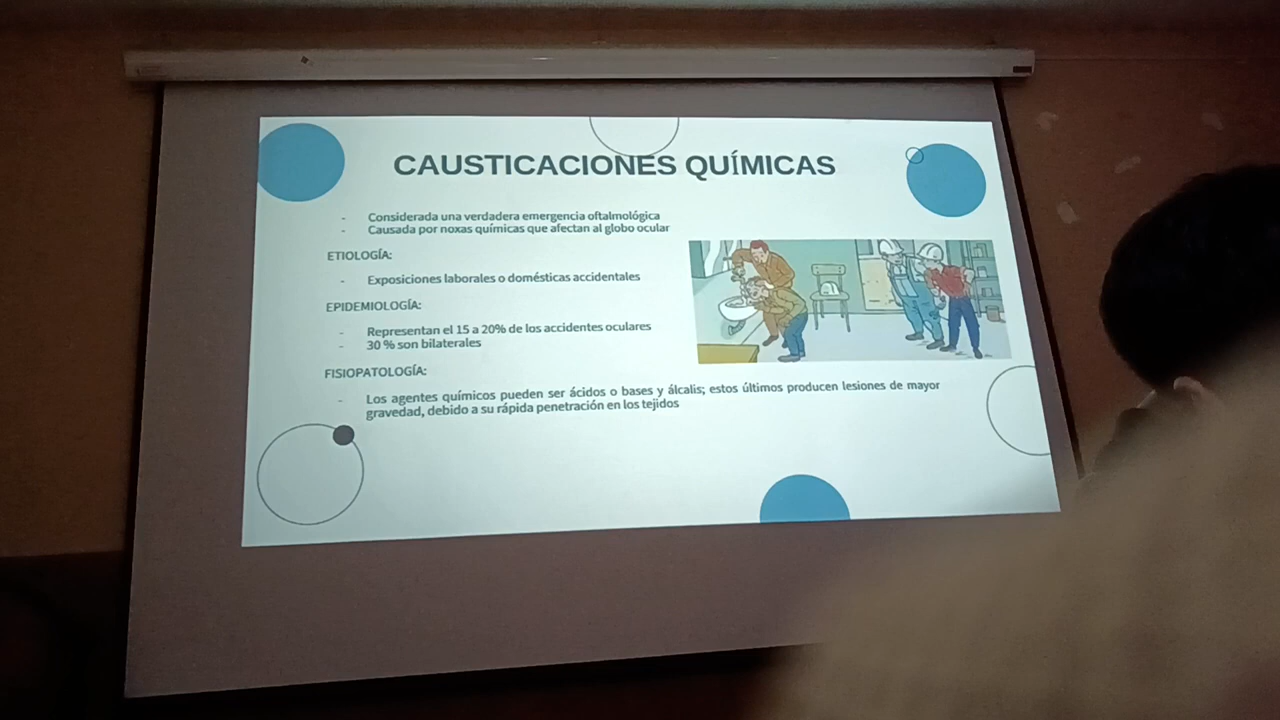 CAUSTICACIONES QUÍMICAS
- Considerada una verdadera emergencia oftalmológica
- Causada por noxas químicas que afectan al globo ocular
ETIOLOGÍA:
- Exposiciones laborales o domésticas accidentales
EPIDEMIOLOGÍA:
- Representan el 15 a 20% de los accidentes oculares
- 30 % son bilaterales
FISIOPATOLOGÍA:
- Los agentes químicos pueden ser ácidos o bases y álcalis; estos últimos producen lesiones de mayor
gravedad, debido a su rápida penetración en los tejidos